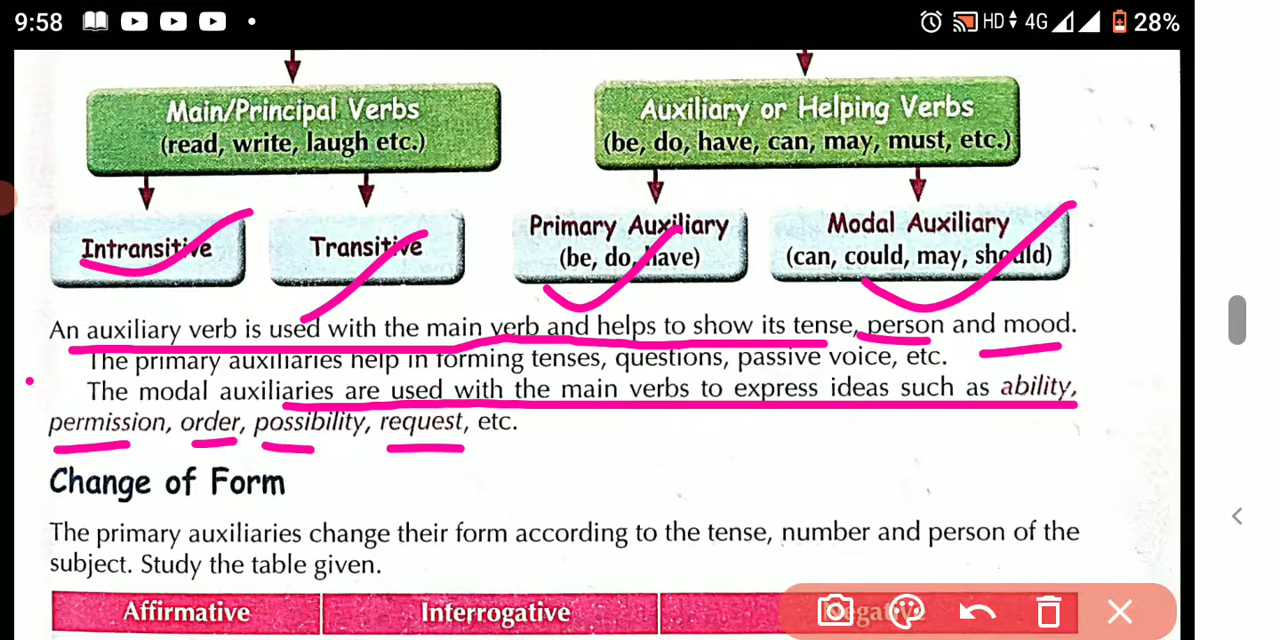 9:58
HD 4G 28%
Main/Principal Verbs
(read, write, laugh etc.)
Auxiliary or Helping Verbs
(be, do, have, can, may, must, etc.)
Intransitive
Transitive
Primary Auxiliary
(be, do, have)
Modal Auxiliary
(can, could, may, should)
An auxiliary verb is used with the main verb and helps to show its tense, person and mood.
The primary auxiliaries help in forming tenses, questions, passive voice, etc.
The modal auxiliaries are used with the main verbs to express ideas such as ability,
permission, order, possibility, request, etc.
Change of Form
The primary auxiliaries change their form according to the tense, number and person of the
subject. Study the table given.
Affirmative
Interrogative
Negative